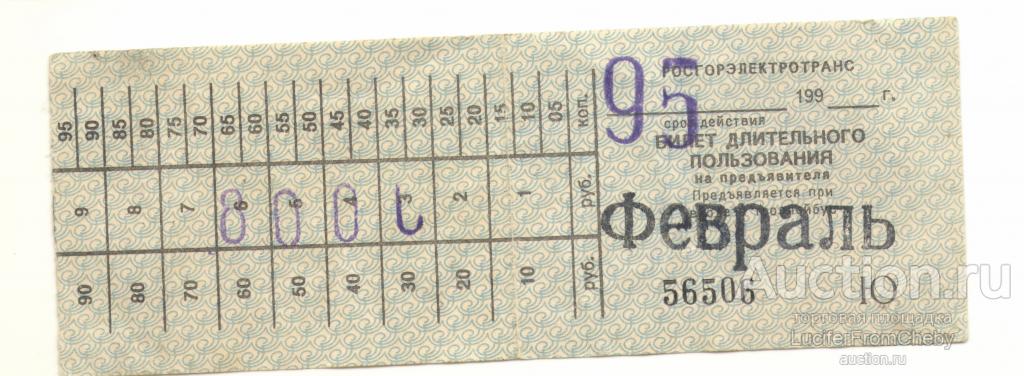 95
РОСГОРЭЛЕКТРОТРАНС
199 г.
срок действия
БИЛЕТ ДЛИТЕЛЬНОГО
ПОЛЬЗОВАНИЯ
на предъявителя
Предъявляется при
Февраль
56506 Ю
95 90 85 80 75 70 65 60 55 50 45 40 35 30 25 20 15 10 05 коп.
9 8 7 6 5 4 3 2 1 руб.
90 80 70 60 50 40 30 20 10 руб.
Auction.ru
торговая площадка
LuciferFromCheby
auction.ru